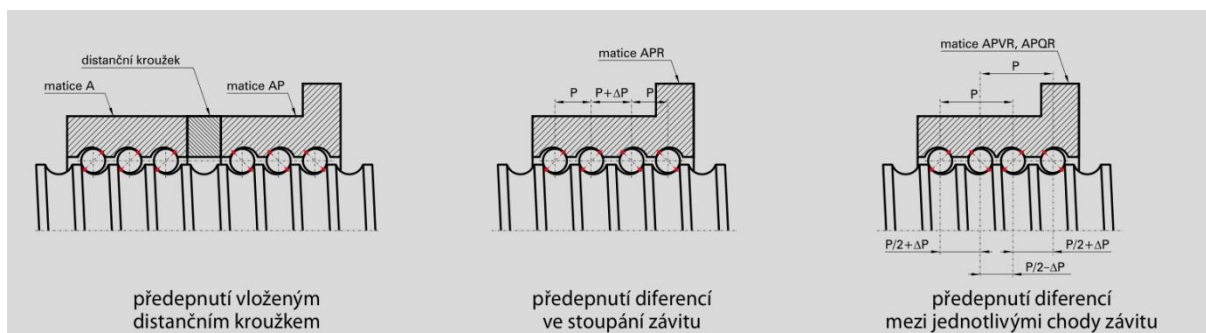 distanční kroužek
matice A
matice AP
předepnutí vloženým
distančním kroužkem
matice APR
P
P+ΔP
P
předepnutí diferencí
ve stoupání závitu
matice APVR, APQR
P
P
P/2+ΔP
P/2+ΔP
P/2–ΔP
předepnutí diferencí
mezi jednotlivými chody závitu